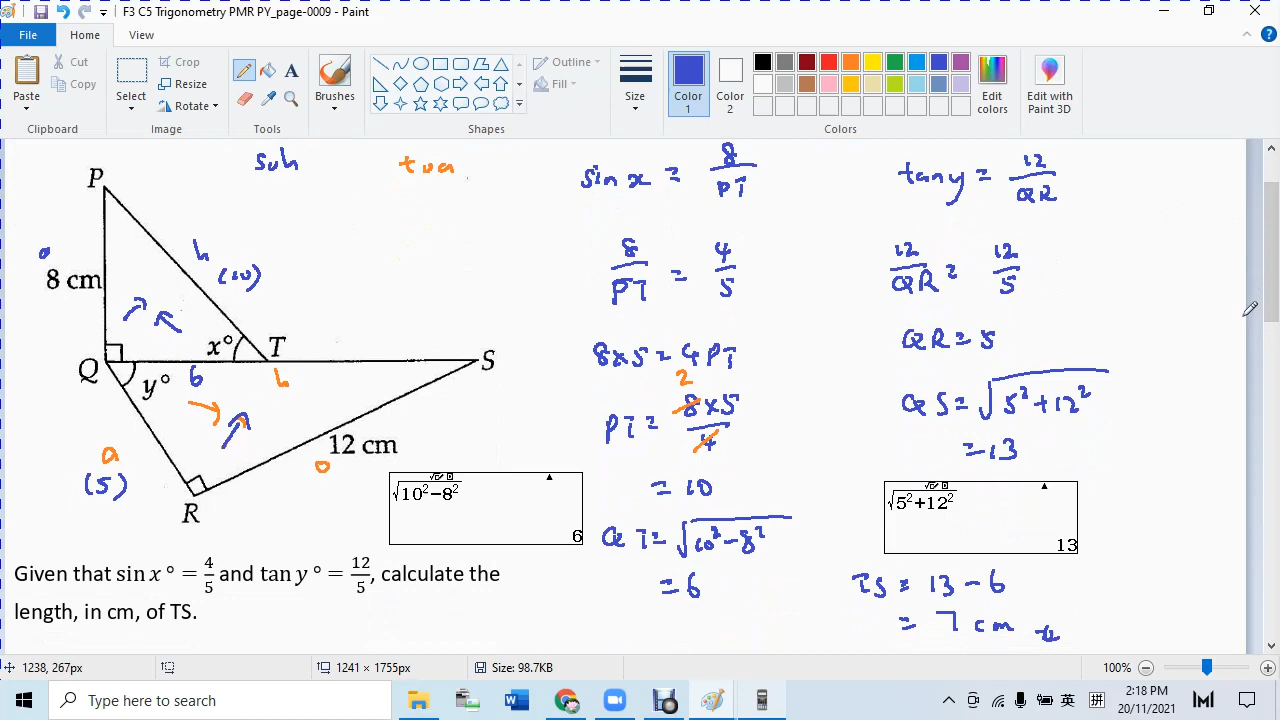 F3 C5 Trigonometry PMR PY_page-0009 - Paint
File Home View
Paste
Cut
Copy
Clipboard
Select
Crop
Resize
Rotate
Image
A
Tools
Brushes
Shapes
Outline
Fill
Size
Color 1
Color 2
Edit colors
Colors
Edit with Paint 3D
soh
toa
P
o
8 cm
h
(10)
x°
T
Q
y°
6
h
S
a
(5)
12 cm
o
R
√10²−8²
6
Given that sin x° = 4/5 and tan y° = 12/5, calculate the
length, in cm, of TS.
sin x = 8/PT
8/PT = 4/5
8×5 = 4PT
2
PT = 8×5/4
= 10
QT = √10²−8²
= 6
tan y = 12/QR
12/QR = 12/5
QR = 5
QS = √5²+12²
= 13
√5²+12²
13
TS = 13 − 6
= 7 cm
1238, 267px
1241 × 1755px
Size: 98.7KB
100%
Type here to search
英
拼
2:18 PM
20/11/2021